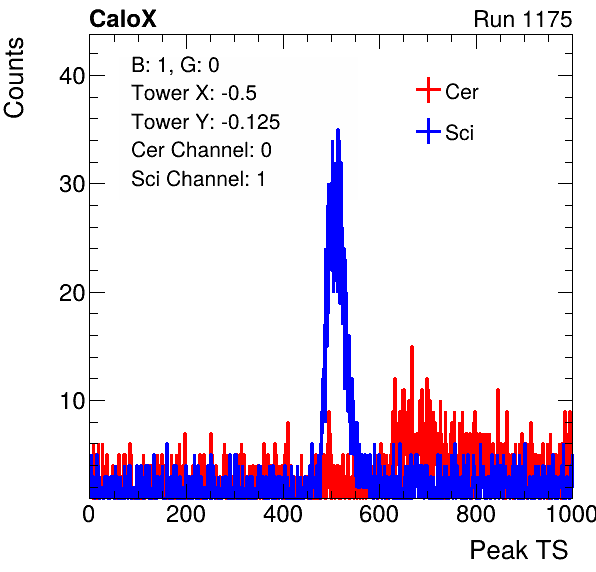 CaloX Run 1175
Counts
B: 1, G: 0
Tower X: -0.5
Tower Y: -0.125
Cer Channel: 0
Sci Channel: 1
Cer
Sci
40
30
20
10
0 200 400 600 800 1000
Peak TS